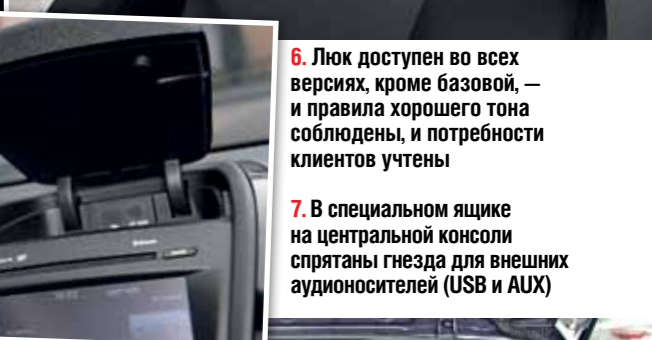 6. Люк доступен во всех
версиях, кроме базовой, —
и правила хорошего тона
соблюдены, и потребности
клиентов учтены
7. В специальном ящике
на центральной консоли
спрятаны гнезда для внешних
аудионосителей (USB и AUX)